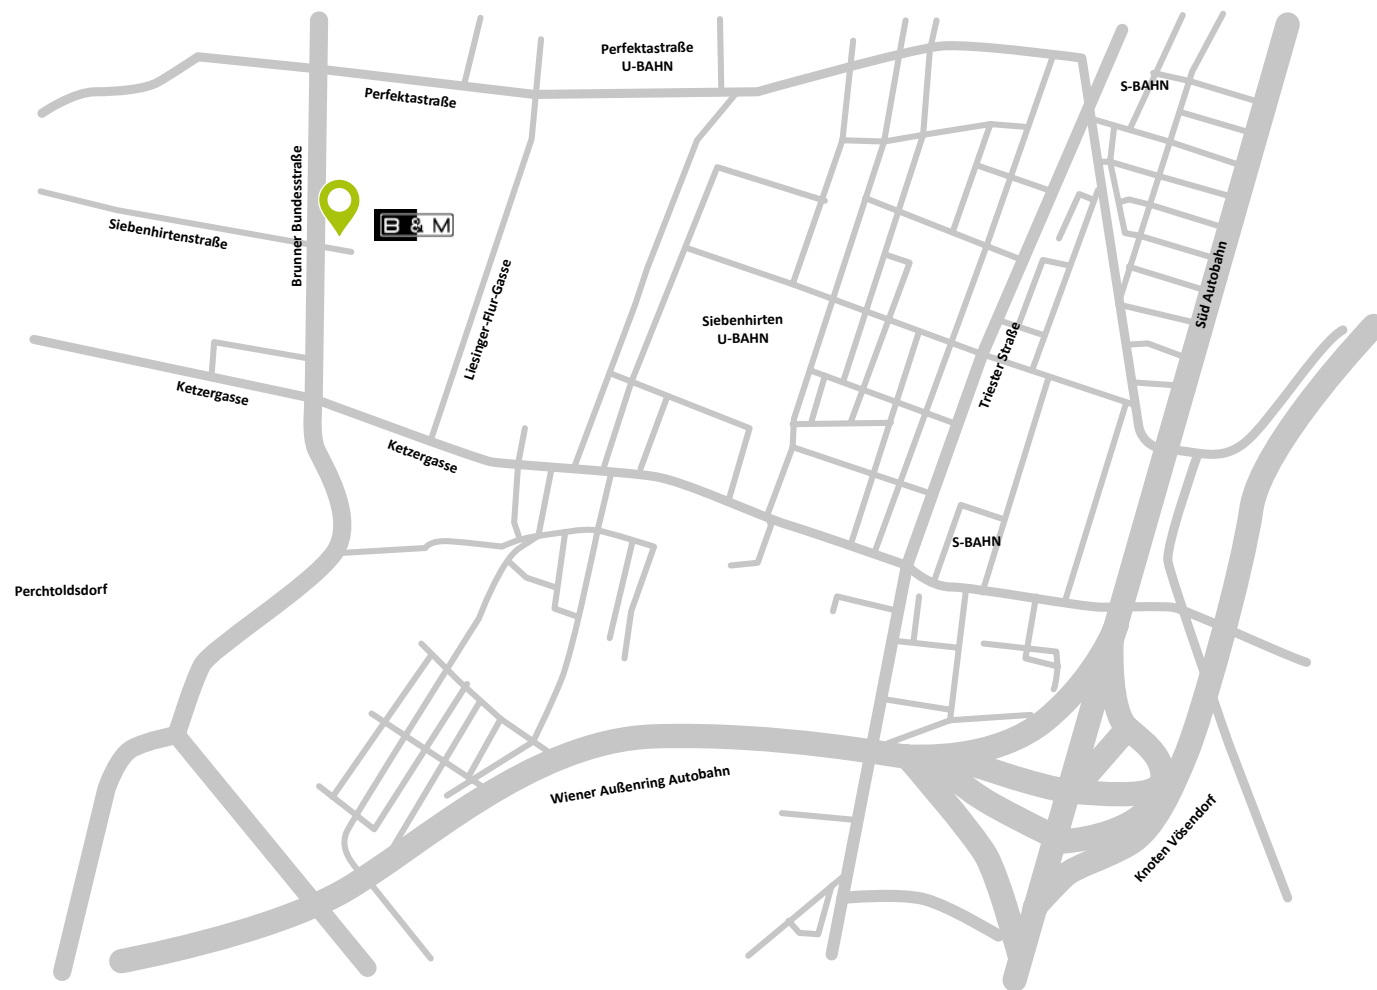 Perfektastraße
U-BAHN
S-BAHN
Perfektastraße
Brunner Bundesstraße
Siebenhirtenstraße
B & M
Liesinger-Flur-Gasse
Süd Autobahn
Siebenhirten
U-BAHN
Triester Straße
Ketzergasse
Ketzergasse
S-BAHN
Perchtoldsdorf
Wiener Außenring Autobahn
Knoten Vösendorf